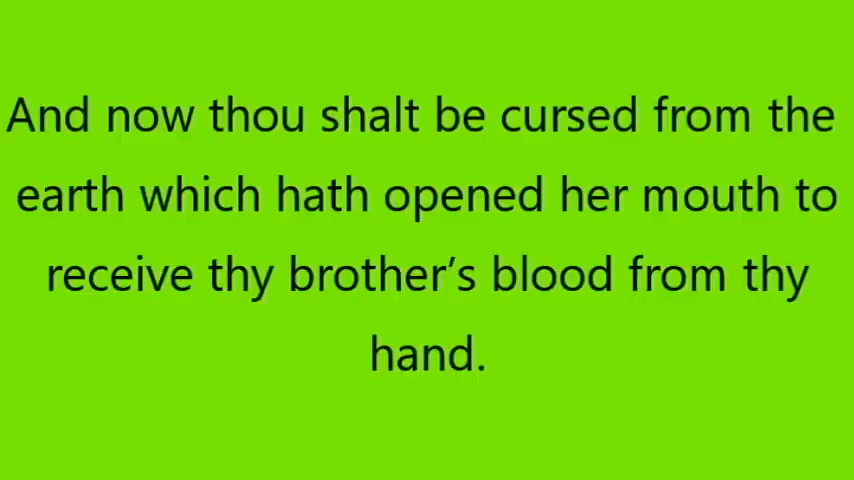 And now thou shalt be cursed from the
earth which hath opened her mouth to
receive thy brother’s blood from thy
hand.